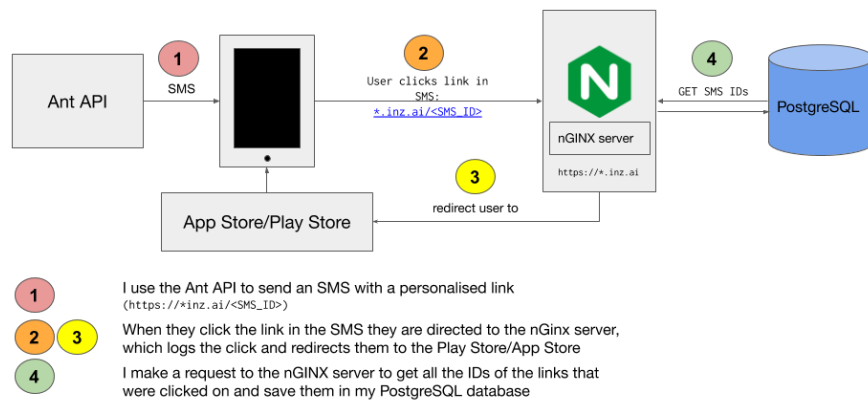 1
2
4
SMS
User clicks link in
SMS:
*.inz.ai/<SMS_ID>
GET SMS IDs
Ant API
PostgreSQL
nGINX server
https://*.inz.ai
3
App Store/Play Store
redirect user to
1
I use the Ant API to send an SMS with a personalised link
(https://*inz.ai/<SMS_ID>)
2
3
When they click the link in the SMS they are directed to the nGinx server,
which logs the click and redirects them to the Play Store/App Store
4
I make a request to the nGINX server to get all the IDs of the links that
were clicked on and save them in my PostgreSQL database